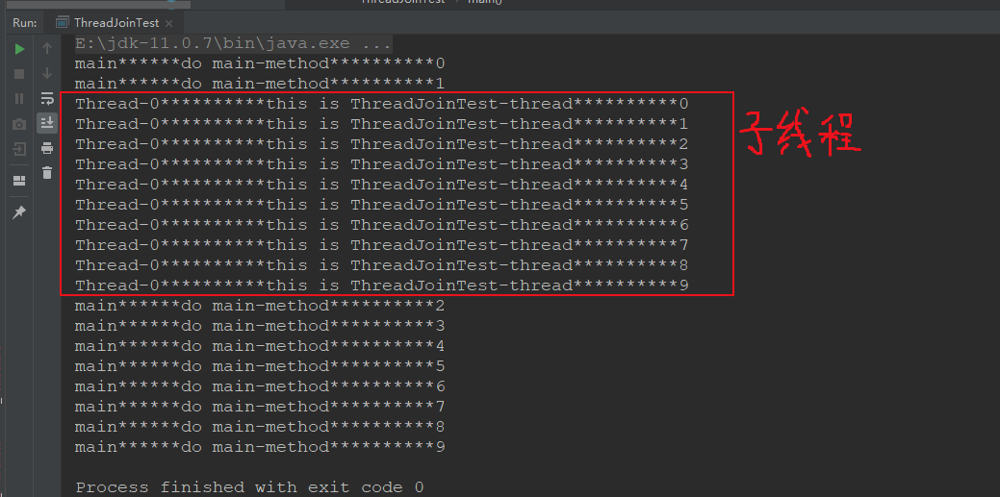 ThreadJoinTest main()
Run: ThreadJoinTest ×
E:\jdk-11.0.7\bin\java.exe ...
main******do main-method**********0
main******do main-method**********1
Thread-0**********this is ThreadJoinTest-thread**********0
Thread-0**********this is ThreadJoinTest-thread**********1
Thread-0**********this is ThreadJoinTest-thread**********2
Thread-0**********this is ThreadJoinTest-thread**********3
Thread-0**********this is ThreadJoinTest-thread**********4
Thread-0**********this is ThreadJoinTest-thread**********5
Thread-0**********this is ThreadJoinTest-thread**********6
Thread-0**********this is ThreadJoinTest-thread**********7
Thread-0**********this is ThreadJoinTest-thread**********8
Thread-0**********this is ThreadJoinTest-thread**********9
子线程
main******do main-method**********2
main******do main-method**********3
main******do main-method**********4
main******do main-method**********5
main******do main-method**********6
main******do main-method**********7
main******do main-method**********8
main******do main-method**********9
Process finished with exit code 0